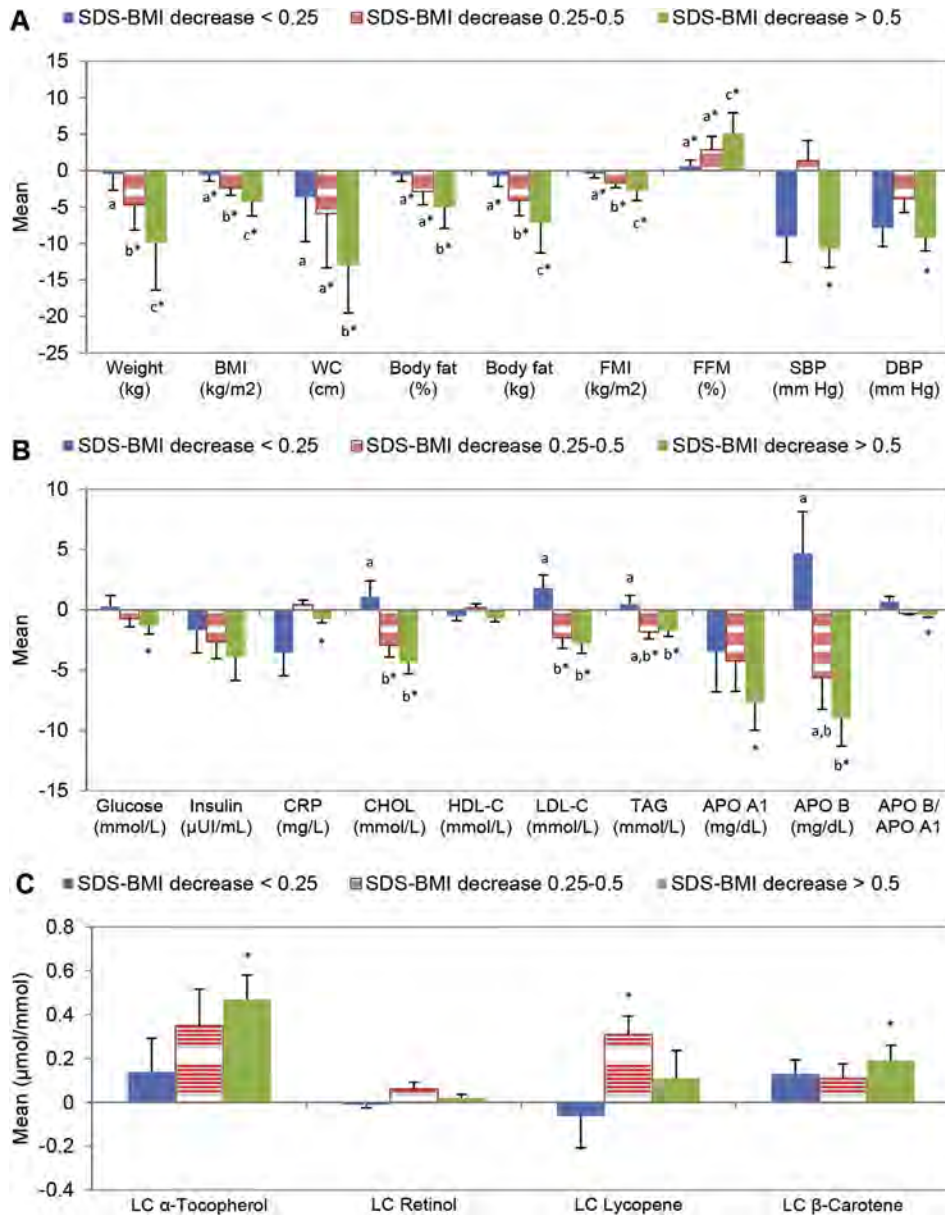 A
SDS-BMI decrease < 0.25 SDS-BMI decrease 0.25-0.5 SDS-BMI decrease > 0.5
15
10
5
0
-5
-10
-15
-20
-25
Mean
a
b*
c*
a*
b*
c*
a
a*
b*
a*
a*
b*
a*
b*
c*
a*
b*
c*
a*
a*
c*
*
*
Weight BMI WC Body fat Body fat FMI FFM SBP DBP
(kg) (kg/m2) (cm) (%) (kg) (kg/m2) (%) (mm Hg) (mm Hg)
B
SDS-BMI decrease < 0.25 SDS-BMI decrease 0.25-0.5 SDS-BMI decrease > 0.5
10
5
0
-5
-10
-15
Mean
*
*
a
b*
b*
a
b*
b*
a
a,b*
b*
*
a
a,b
b*
*
Glucose Insulin CRP CHOL HDL-C LDL-C TAG APO A1 APO B APO B/
(mmol/L) (µUI/mL) (mg/L) (mmol/L) (mmol/L) (mmol/L) (mmol/L) (mg/dL) (mg/dL) APO A1
C
SDS-BMI decrease < 0.25 SDS-BMI decrease 0.25-0.5 SDS-BMI decrease > 0.5
0.8
0.6
0.4
0.2
0
-0.2
-0.4
Mean (µmol/mmol)
*
*
*
LC α-Tocopherol LC Retinol LC Lycopene LC β-Carotene